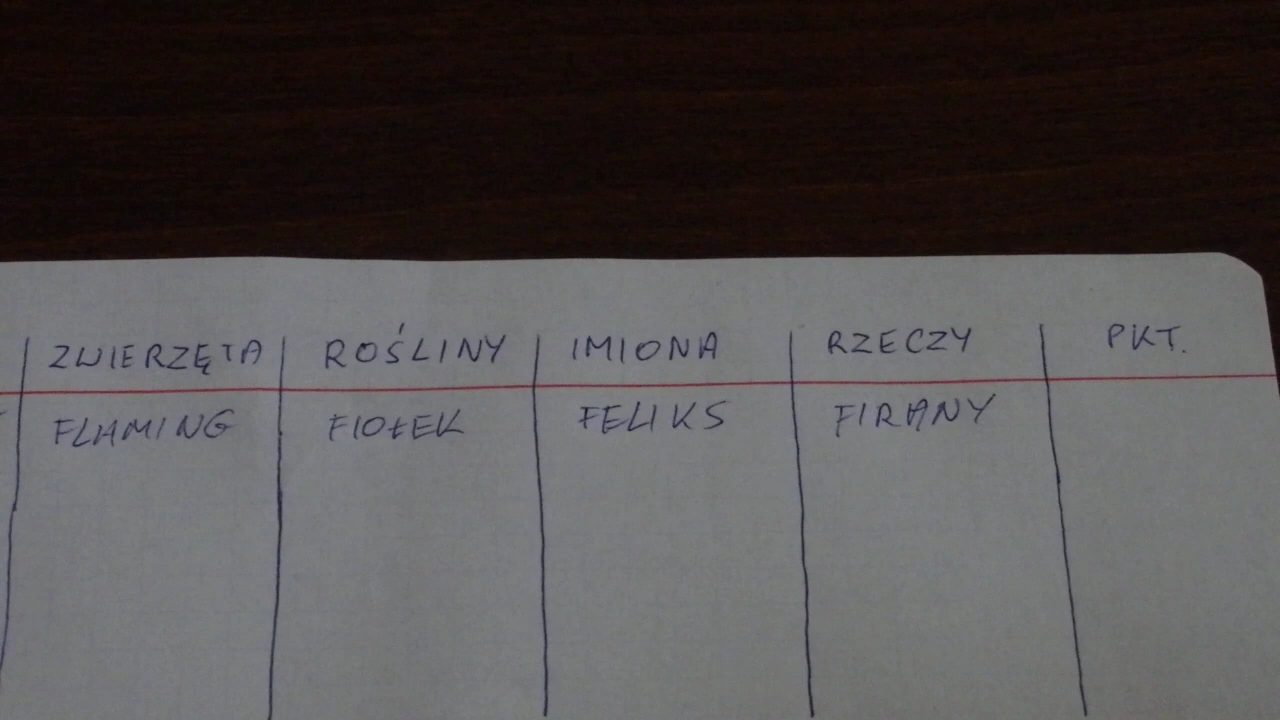 ZWIERZĘTA ROŚLINY IMIONA RZECZY PKT.
FLAMING FIOŁEK FELIKS FIRANY